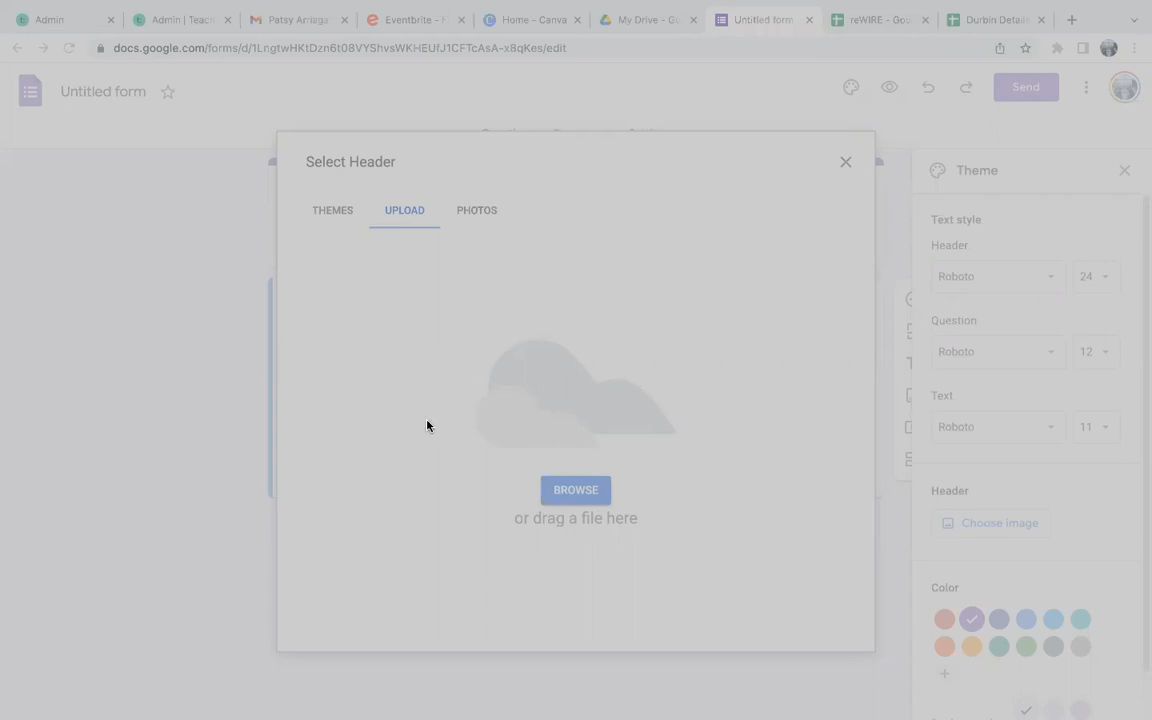 Admin
Admin | Teach
Patsy Arriaga
Eventbrite -
Home - Canva
My Drive - Go
Untitled form
reWIRE - Goo
Durbin Detail
docs.google.com/forms/d/1LngtwHKtDzn6t08VYShvsWKHEUfJ1CFTcAsA-x8qKes/edit
Untitled form
Send
Select Header
Theme
THEMES
UPLOAD
PHOTOS
Text style
Header
Roboto
24
Question
Roboto
12
Text
Roboto
11
BROWSE
or drag a file here
Header
Choose image
Color